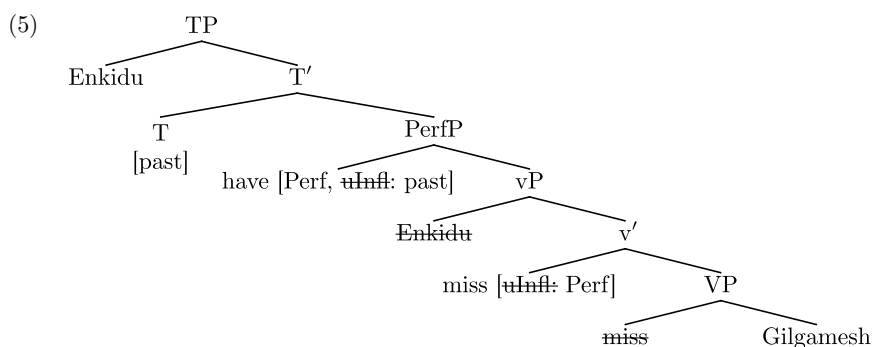 (5)
TP
Enkidu T′
T PerfP
[past]
have [Perf, uInfl: past] vP
Enkidu v′
miss [uInfl: Perf] VP
miss Gilgamesh